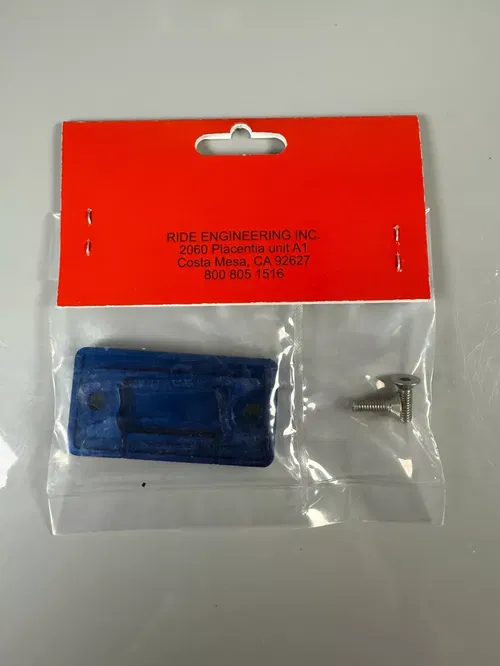 RIDE ENGINEERING INC.
2060 Placentia unit A1
Costa Mesa, CA 92627
800 805 1516